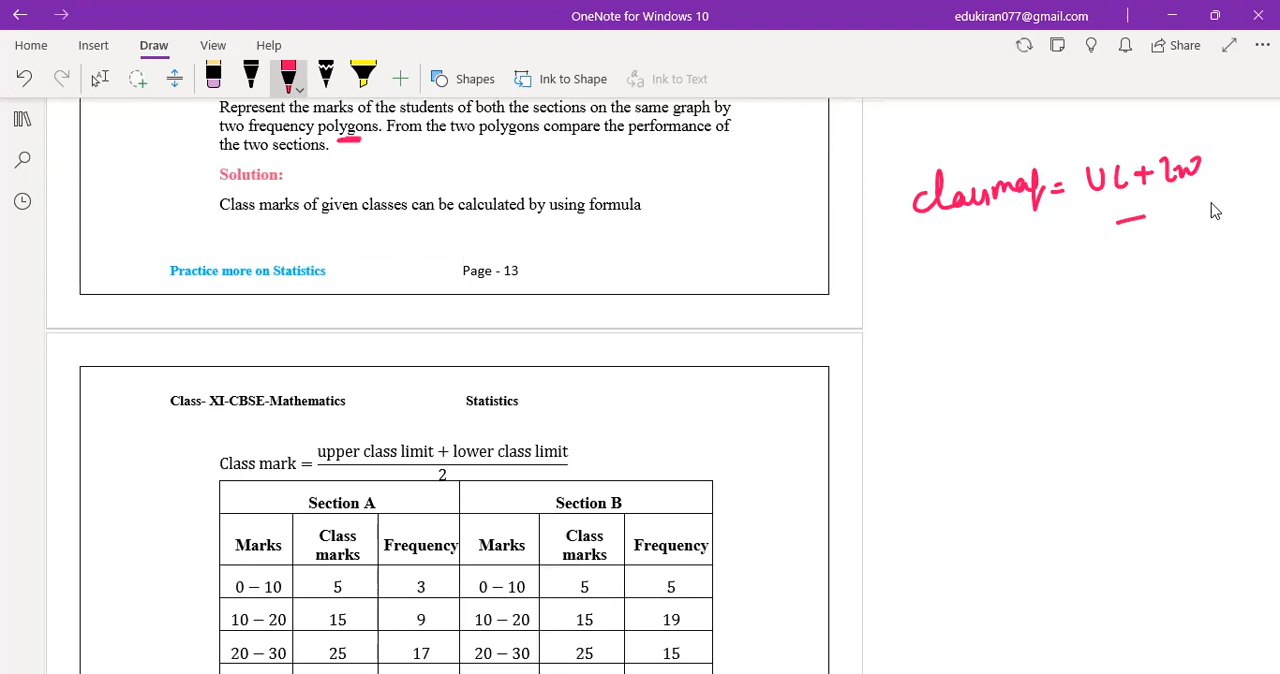 OneNote for Windows 10
edukiran077@gmail.com
Home Insert Draw View Help
Share
Shapes Ink to Shape Ink to Text
Represent the marks of the students of both the sections on the same graph by
two frequency polygons. From the two polygons compare the performance of
the two sections.
Solution:
Class marks of given classes can be calculated by using formula
Practice more on Statistics Page - 13
= UL +
Class- XI-CBSE-Mathematics Statistics
Class mark = upper class limit + lower class limit
2
Section A Section B
Marks Class marks Frequency Marks Class marks Frequency
0 – 10 5 3 0 – 10 5 5
10 – 20 15 9 10 – 20 15 19
20 – 30 25 17 20 – 30 25 15